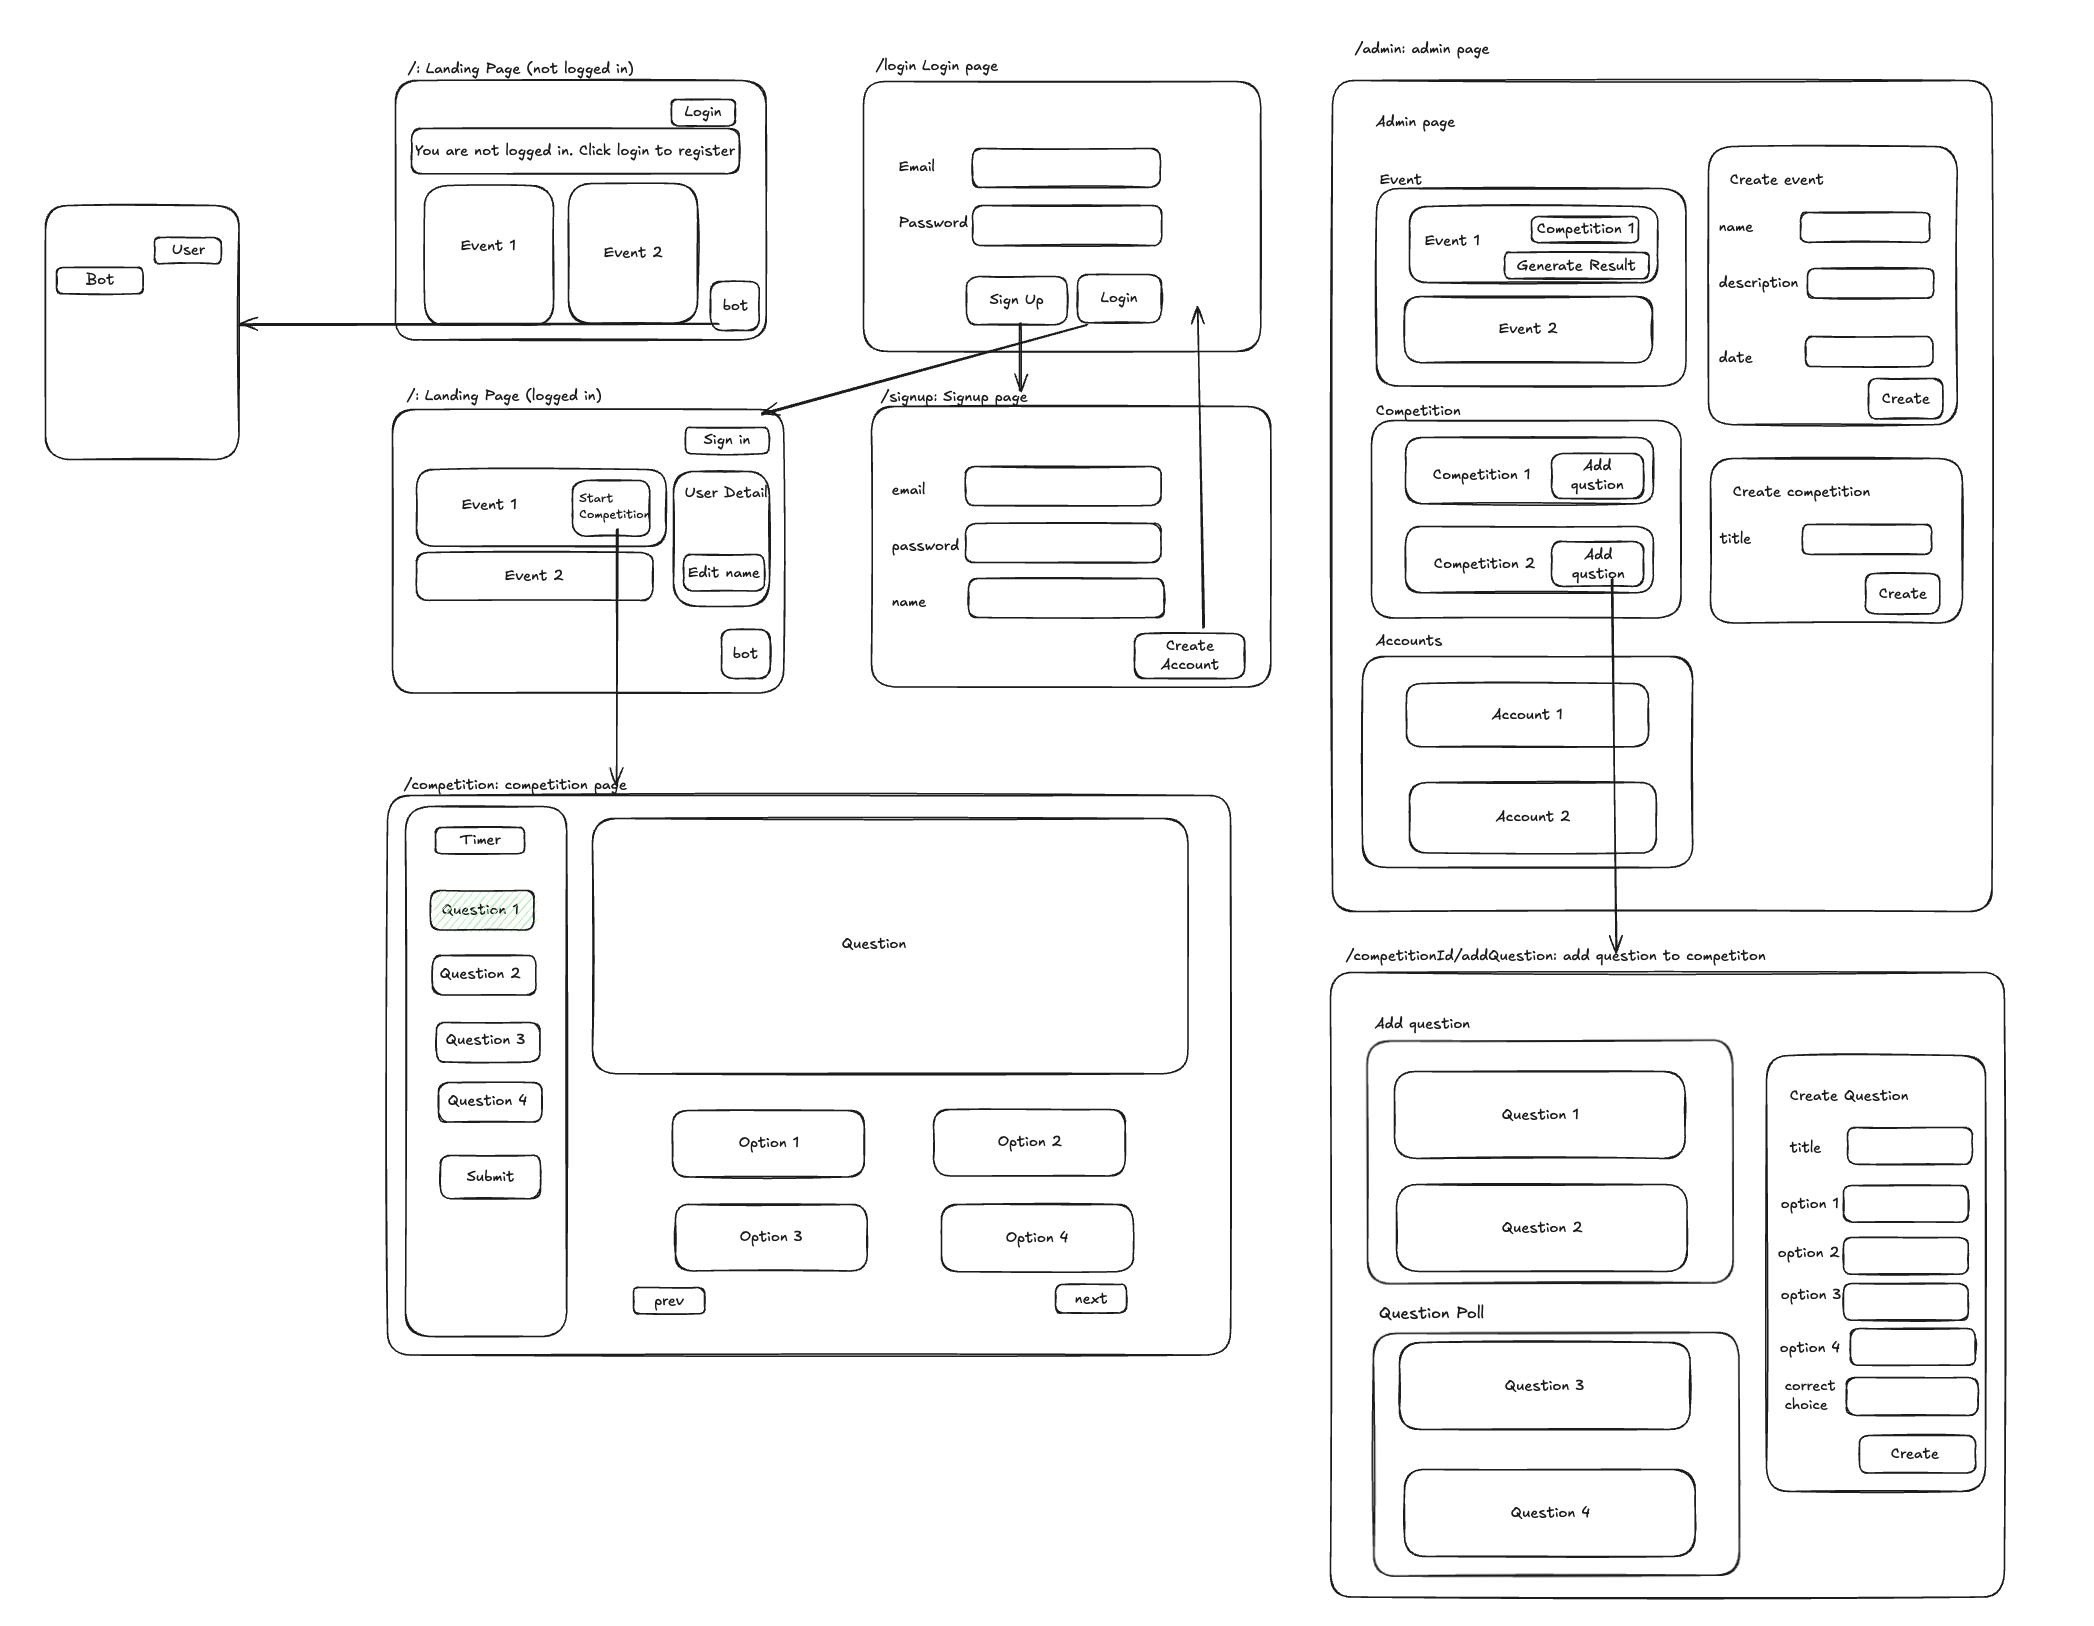 /: Landing Page (not logged in)
Login
You are not logged in. Click login to register
Event 1
Event 2
bot
User
Bot
/login Login page
Email
Password
Sign Up
Login
/: Landing Page (logged in)
Sign in
Event 1
Start
Competition
User Detail
Event 2
Edit name
bot
/signup: Signup page
email
password
name
Create
Account
/competition: competition page
Timer
Question 1
Question 2
Question 3
Question 4
Submit
Question
Option 1
Option 2
Option 3
Option 4
prev
next
/admin: admin page
Admin page
Event
Event 1
Competition 1
Generate Result
Event 2
Create event
name
description
date
Create
Competition
Competition 1
Add
qustion
Competition 2
Add
qustion
Create competition
title
Create
Accounts
Account 1
Account 2
/competitionId/addQuestion: add question to competiton
Add question
Question 1
Question 2
Question Poll
Question 3
Question 4
Create Question
title
option 1
option 2
option 3
option 4
correct
choice
Create